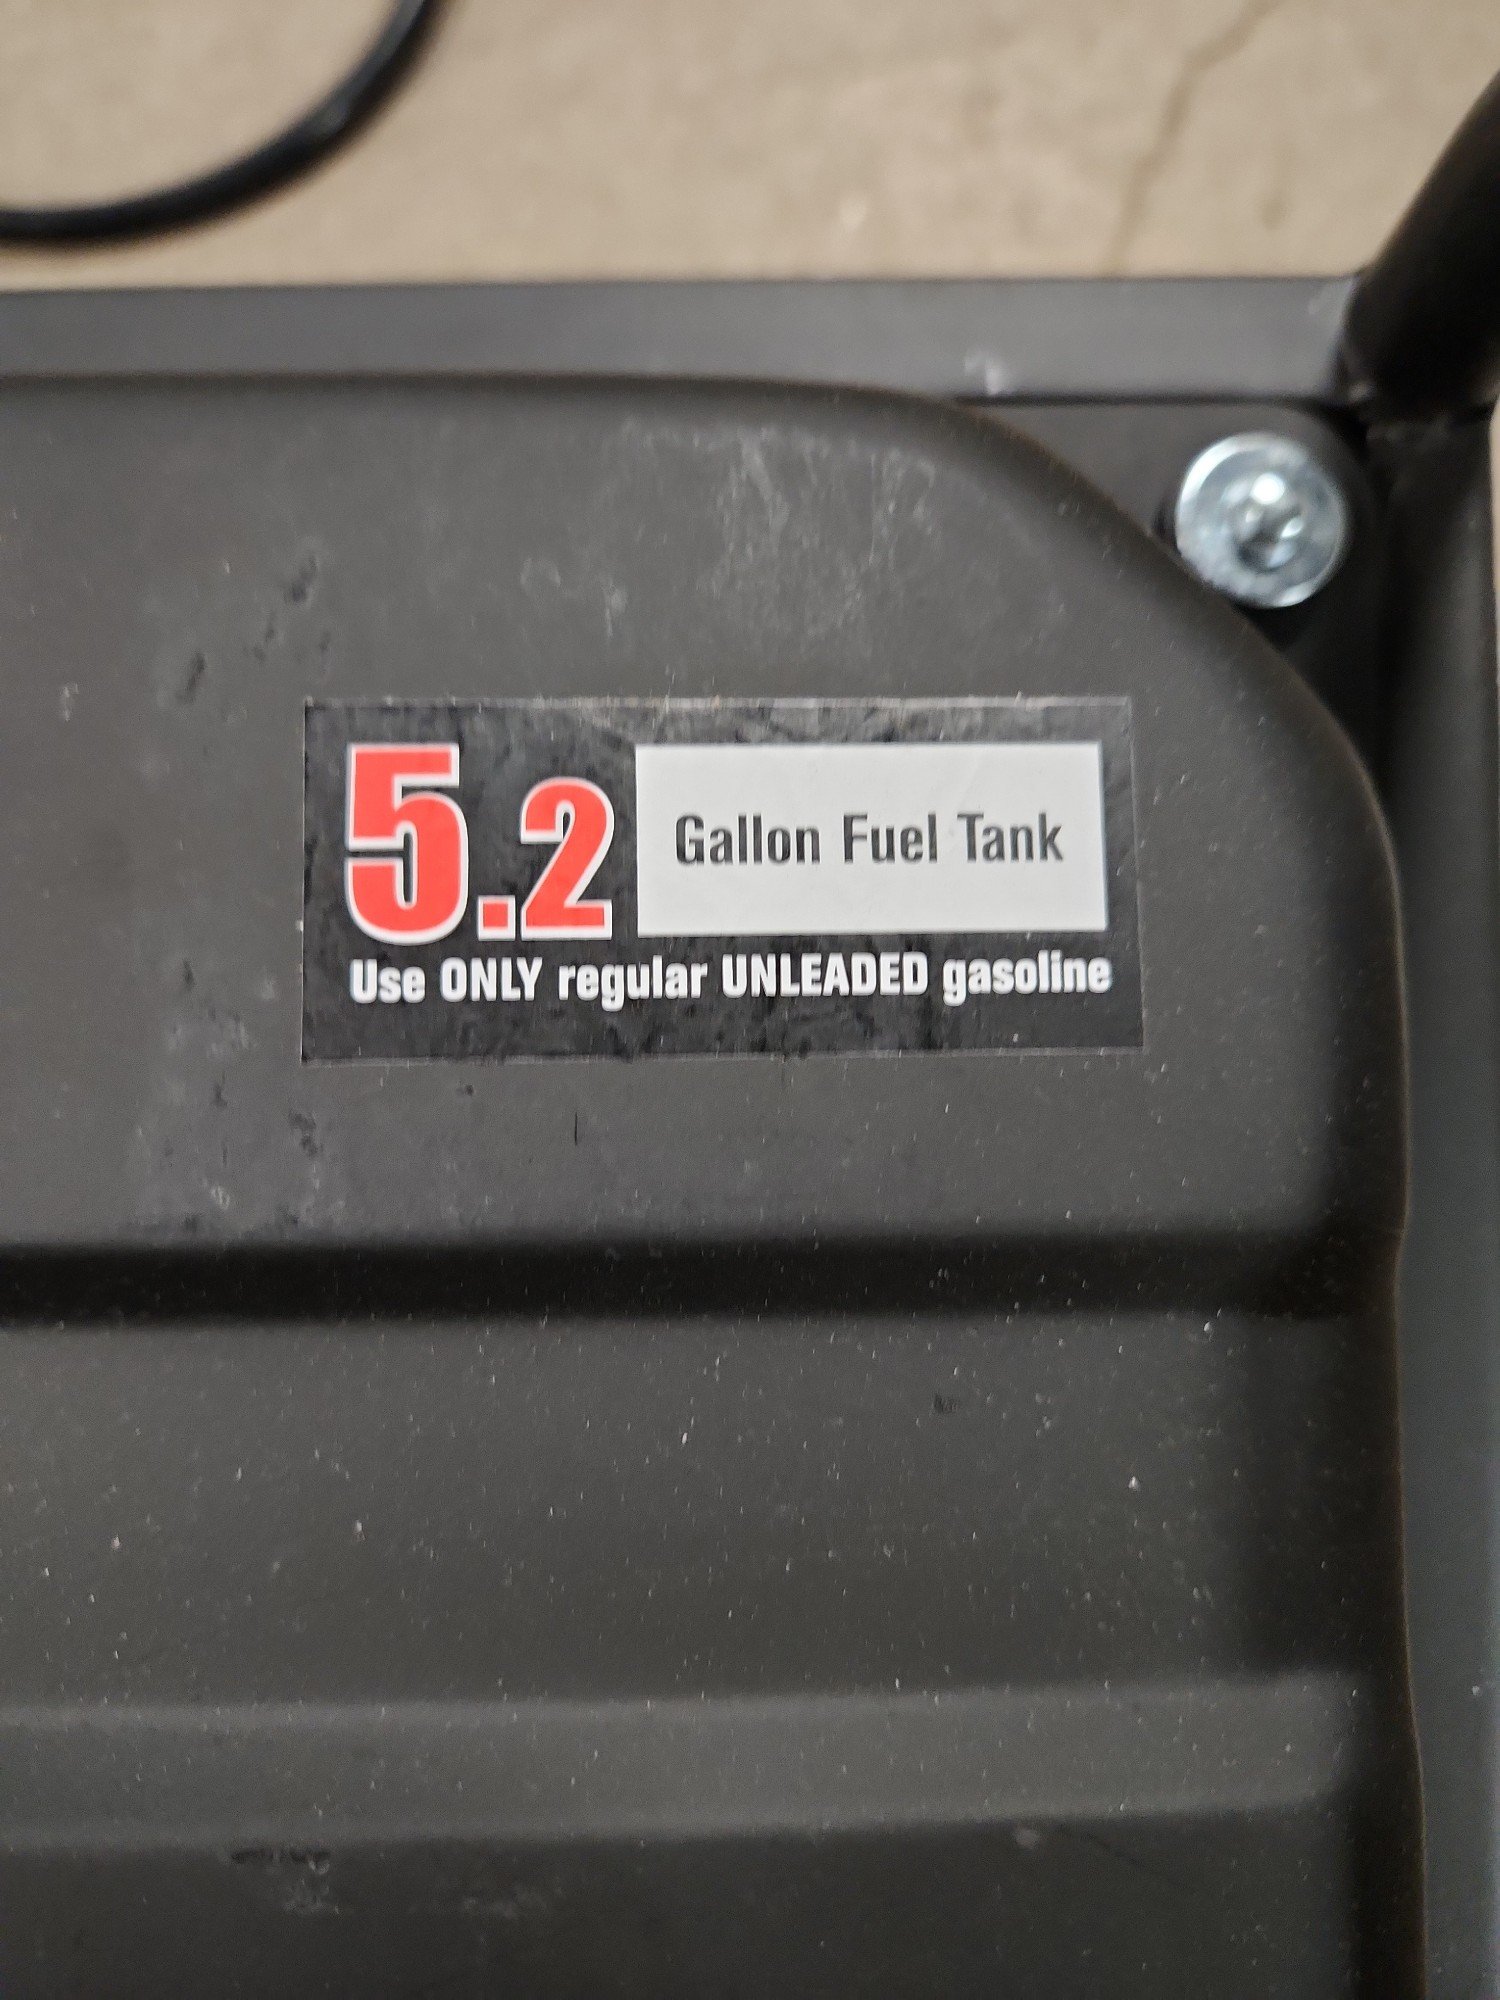 5.2 Gallon Fuel Tank
Use ONLY regular UNLEADED gasoline